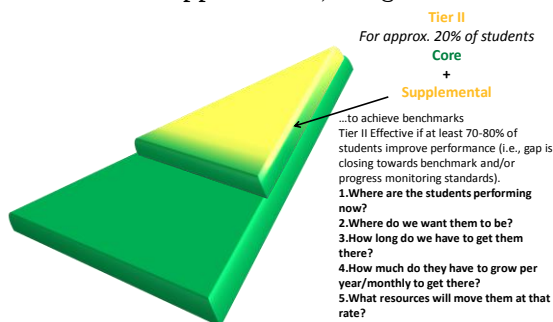 Tier II
For approx. 20% of students
Core
+
Supplemental
…to achieve benchmarks
Tier II Effective if at least 70-80% of
students improve performance (i.e., gap is
closing towards benchmark and/or
progress monitoring standards).
1.Where are the students performing
now?
2.Where do we want them to be?
3.How long do we have to get them
there?
4.How much do they have to grow per
year/monthly to get there?
5.What resources will move them at that
rate?